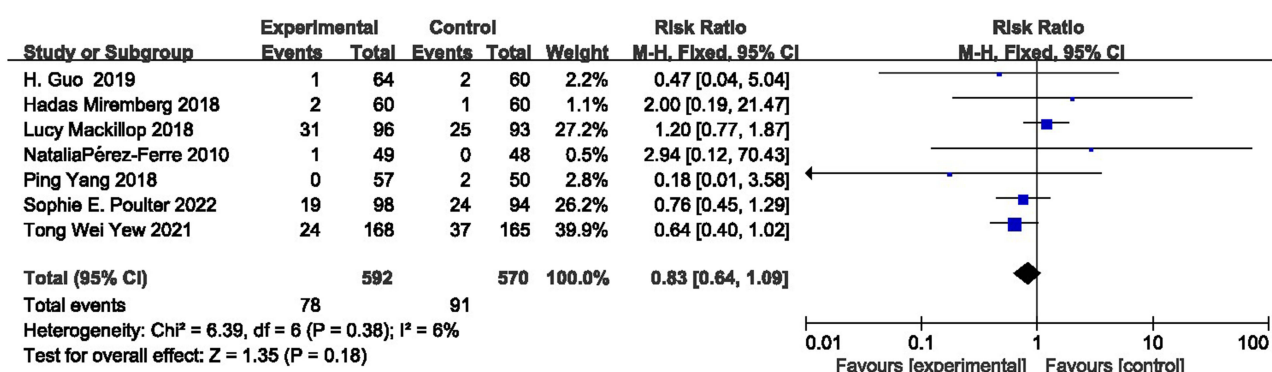 Experimental Control Risk Ratio Risk Ratio
Study or Subgroup Events Total Events Total Weight M-H, Fixed, 95% CI M-H, Fixed, 95% CI
H. Guo 2019 1 64 2 60 2.2% 0.47 [0.04, 5.04]
Hadas Miremberg 2018 2 60 1 60 1.1% 2.00 [0.19, 21.47]
Lucy Mackillop 2018 31 96 25 93 27.2% 1.20 [0.77, 1.87]
NataliaPérez-Ferre 2010 1 49 0 48 0.5% 2.94 [0.12, 70.43]
Ping Yang 2018 0 57 2 50 2.8% 0.18 [0.01, 3.58]
Sophie E. Poulter 2022 19 98 24 94 26.2% 0.76 [0.45, 1.29]
Tong Wei Yew 2021 24 168 37 165 39.9% 0.64 [0.40, 1.02]
Total (95% CI) 592 570 100.0% 0.83 [0.64, 1.09]
Total events 78 91
Heterogeneity: Chi² = 6.39, df = 6 (P = 0.38); I² = 6%
Test for overall effect: Z = 1.35 (P = 0.18)
0.01 0.1 1 10 100
Favours [experimental] Favours [control]